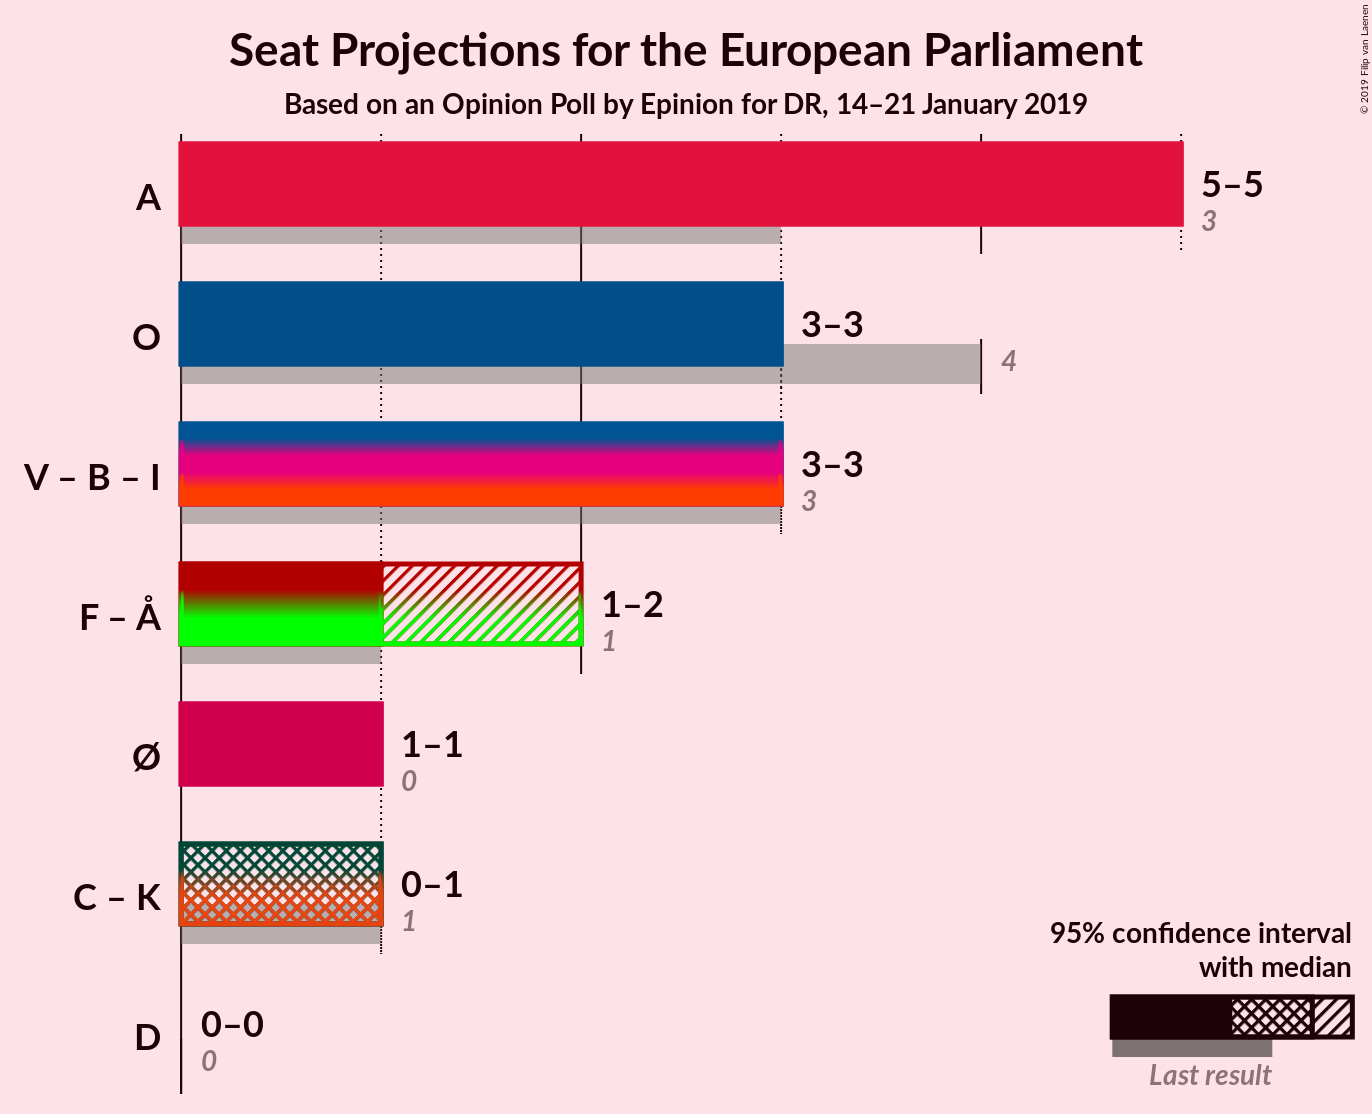 Seat Projections for the European Parliament
Based on an Opinion Poll by Epinion for DR, 14–21 January 2019
© 2019 Filip van Laenen
A
5–5
3
O
3–3
4
V – B – I
3–3
3
F – Å
1–2
1
Ø
1–1
0
C – K
0–1
1
D
0–0
0
95% confidence interval
with median
Last result